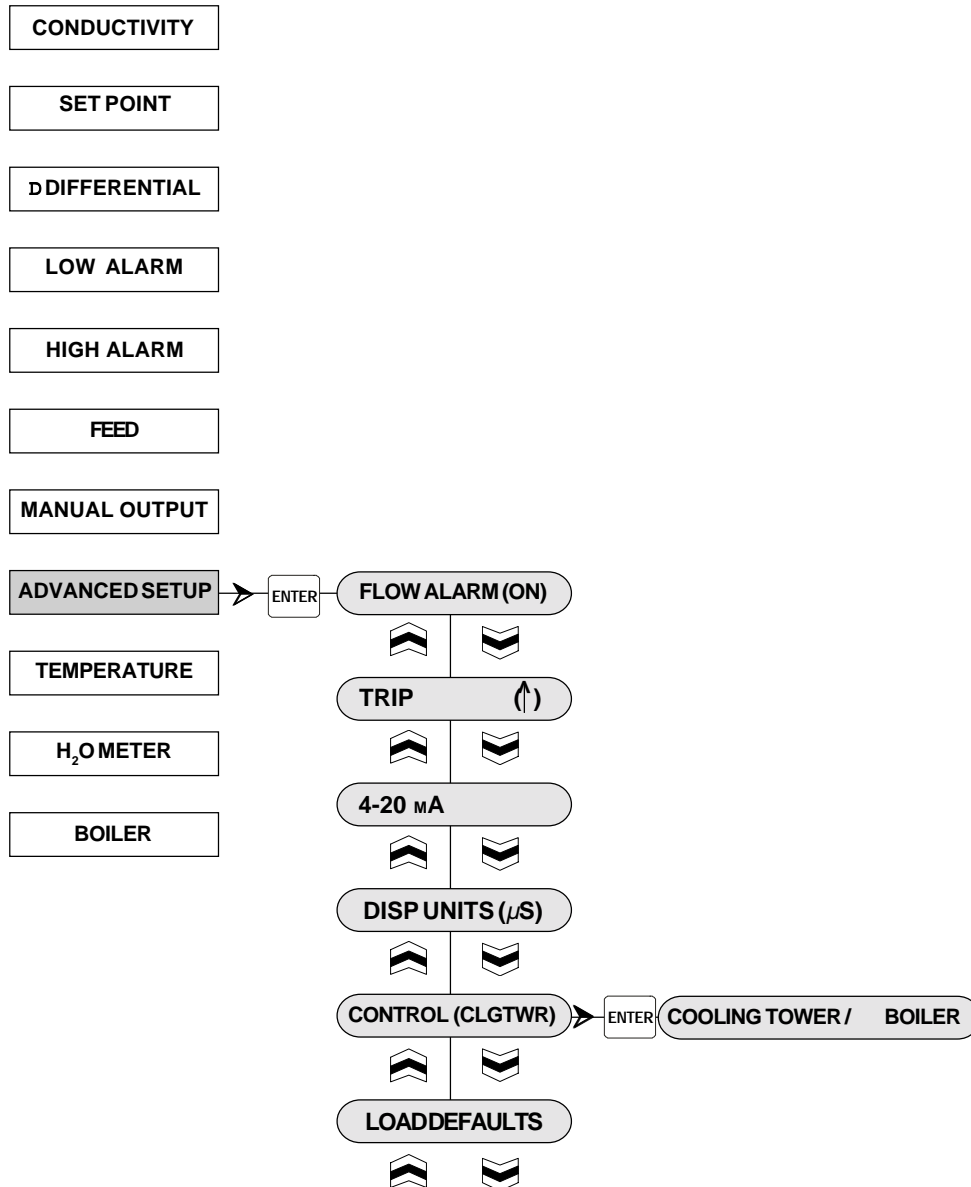 CONDUCTIVITY
SET POINT
D DIFFERENTIAL
LOW ALARM
HIGH ALARM
FEED
MANUAL OUTPUT
ADVANCED SETUP ENTER FLOW ALARM (ON)
TEMPERATURE
TRIP (↑)
H₂O METER
4-20 MA
BOILER
DISP UNITS (µS)
CONTROL (CLGTWR) ENTER COOLING TOWER / BOILER
LOAD DEFAULTS